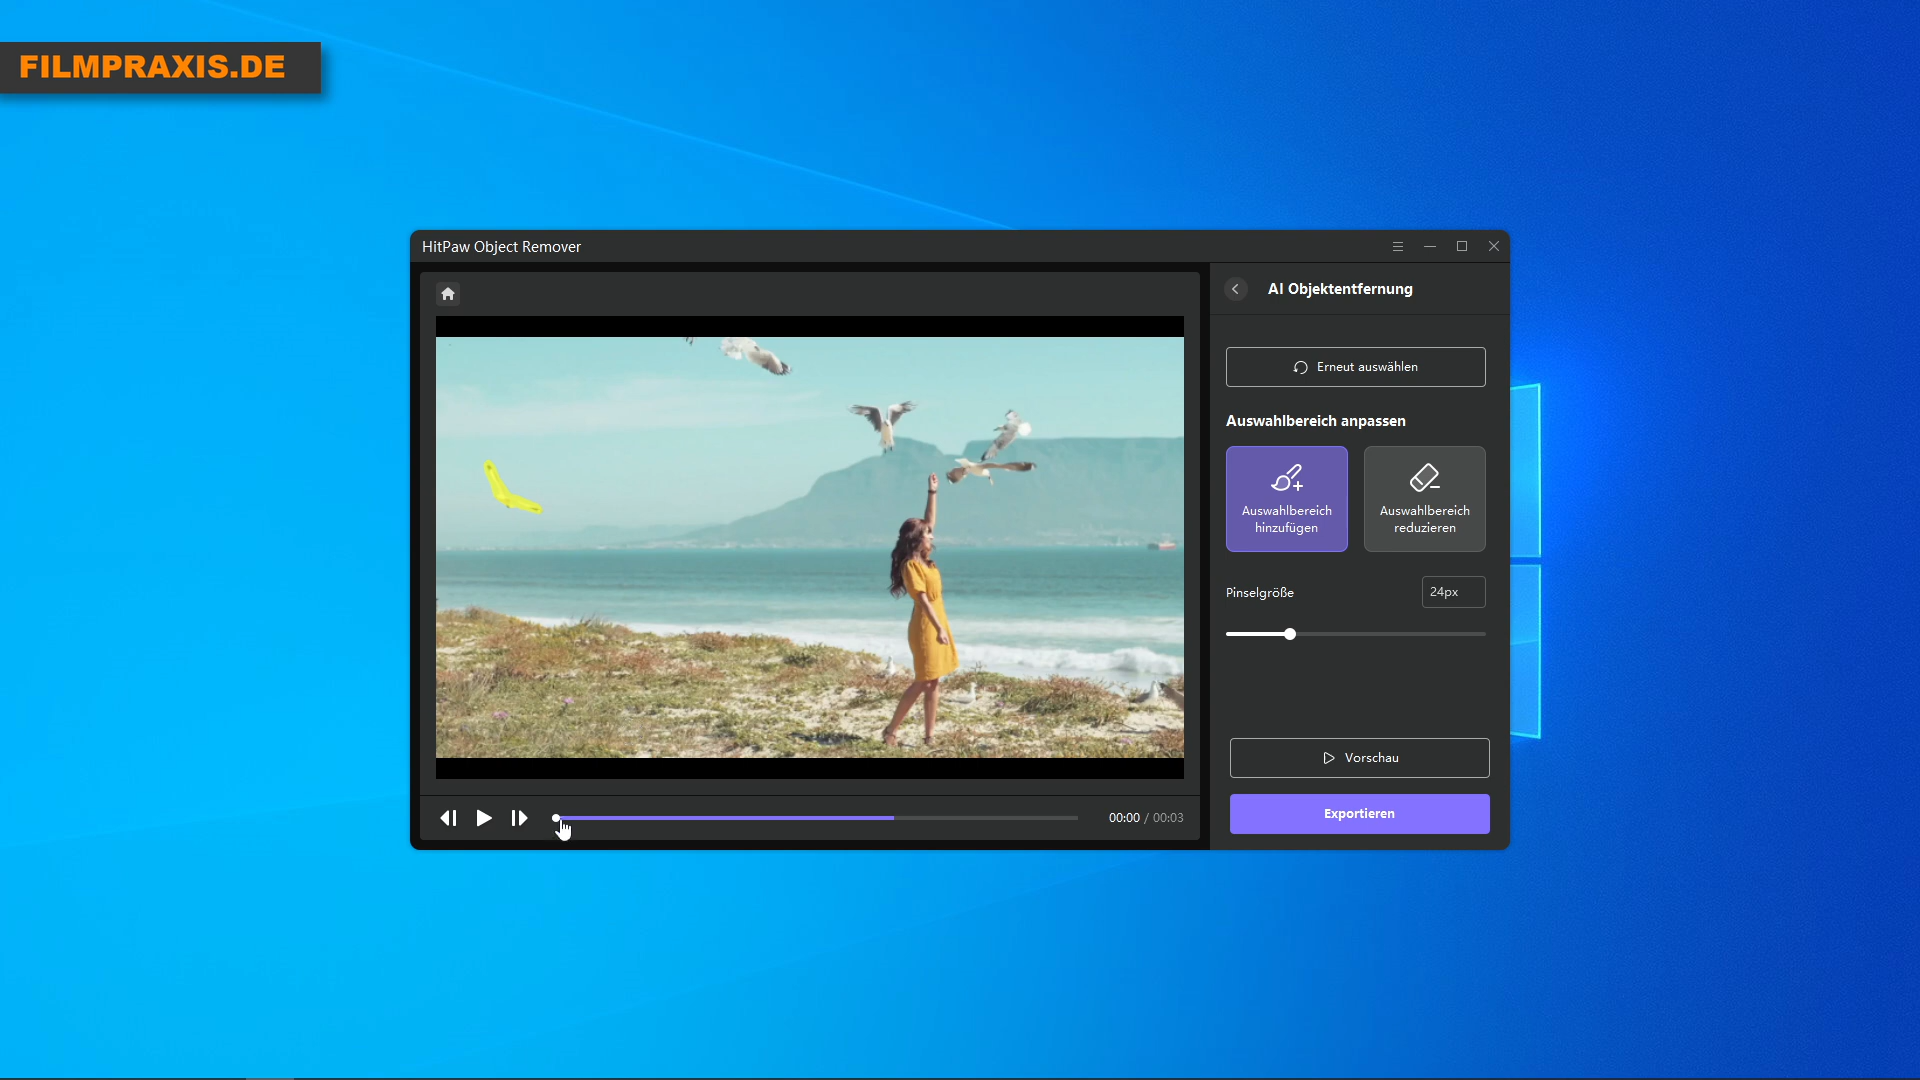 FILMPRAXIS.DE
HitPaw Object Remover
AI Objektentfernung
Erneut auswählen
Auswahlbereich anpassen
Auswahlbereich hinzufügen
Auswahlbereich reduzieren
Pinselgröße
24px
Vorschau
00:00 / 00:03
Exportieren